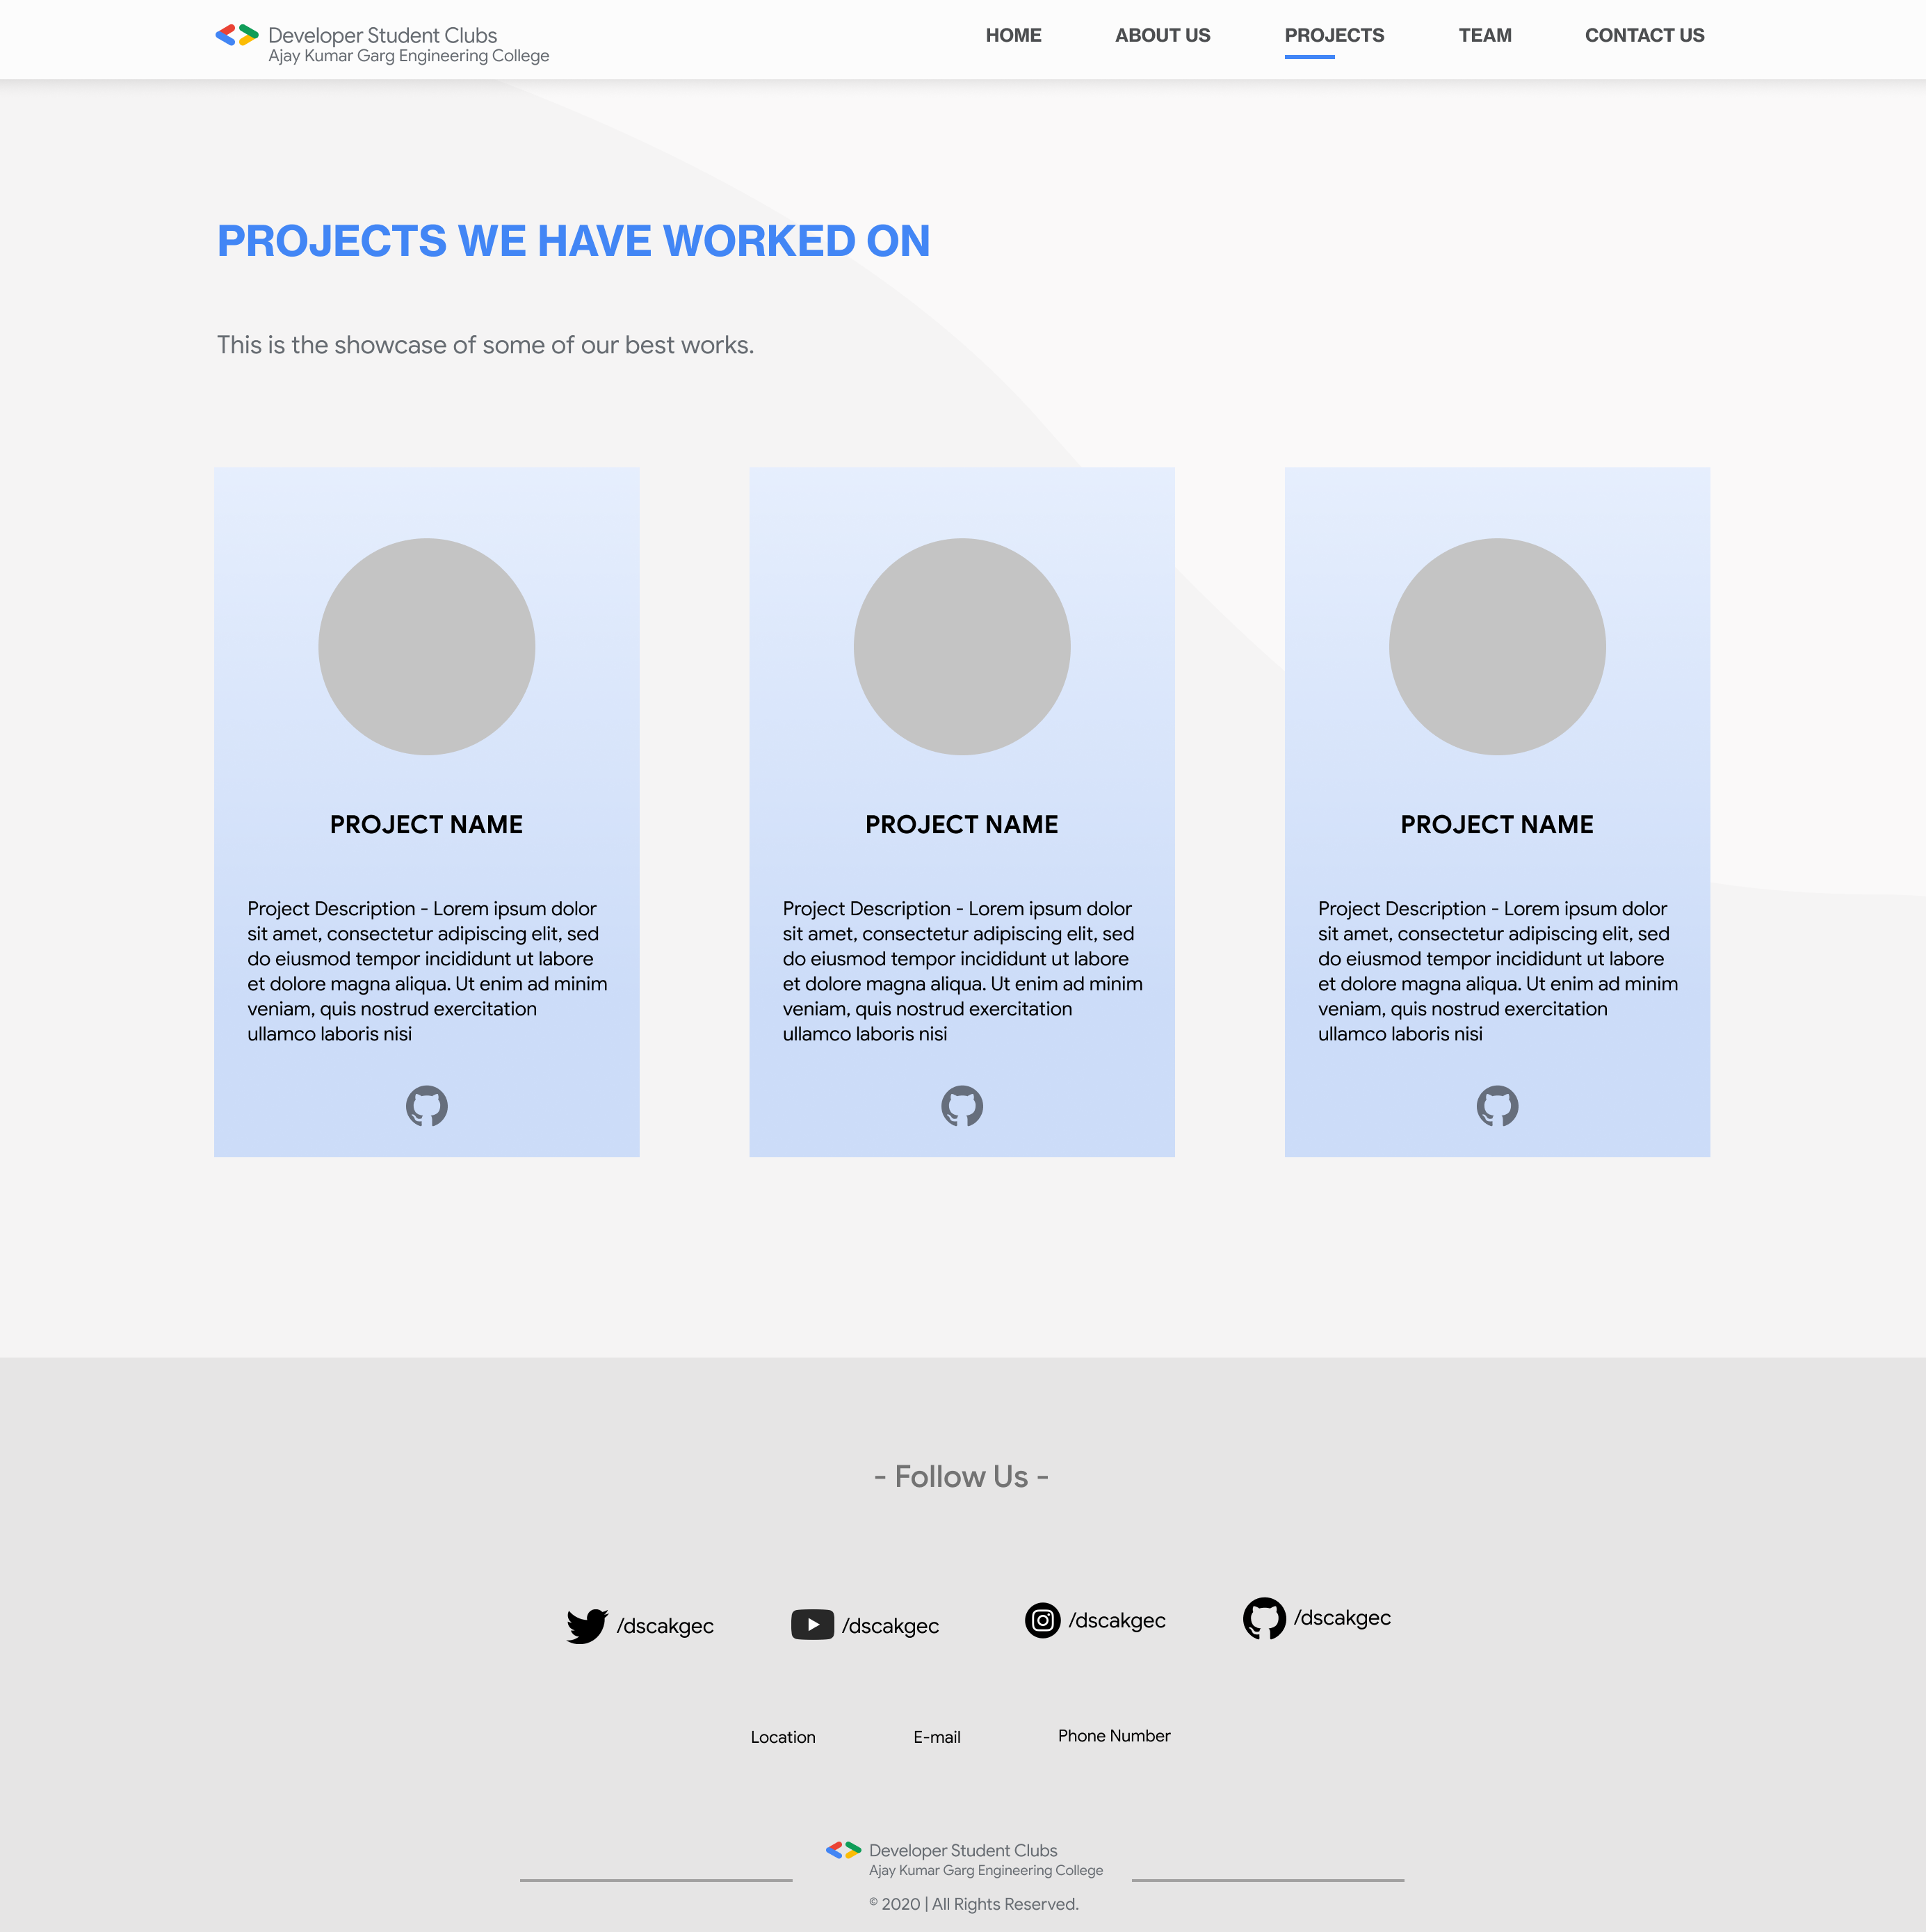 Developer Student Clubs
Ajay Kumar Garg Engineering College
HOME ABOUT US PROJECTS TEAM CONTACT US
PROJECTS WE HAVE WORKED ON
This is the showcase of some of our best works.
PROJECT NAME
Project Description - Lorem ipsum dolor
sit amet, consectetur adipiscing elit, sed
do eiusmod tempor incididunt ut labore
et dolore magna aliqua. Ut enim ad minim
veniam, quis nostrud exercitation
ullamco laboris nisi
PROJECT NAME
Project Description - Lorem ipsum dolor
sit amet, consectetur adipiscing elit, sed
do eiusmod tempor incididunt ut labore
et dolore magna aliqua. Ut enim ad minim
veniam, quis nostrud exercitation
ullamco laboris nisi
PROJECT NAME
Project Description - Lorem ipsum dolor
sit amet, consectetur adipiscing elit, sed
do eiusmod tempor incididunt ut labore
et dolore magna aliqua. Ut enim ad minim
veniam, quis nostrud exercitation
ullamco laboris nisi
- Follow Us -
/dscakgec /dscakgec /dscakgec /dscakgec
Location E-mail Phone Number
Developer Student Clubs
Ajay Kumar Garg Engineering College
© 2020 | All Rights Reserved.